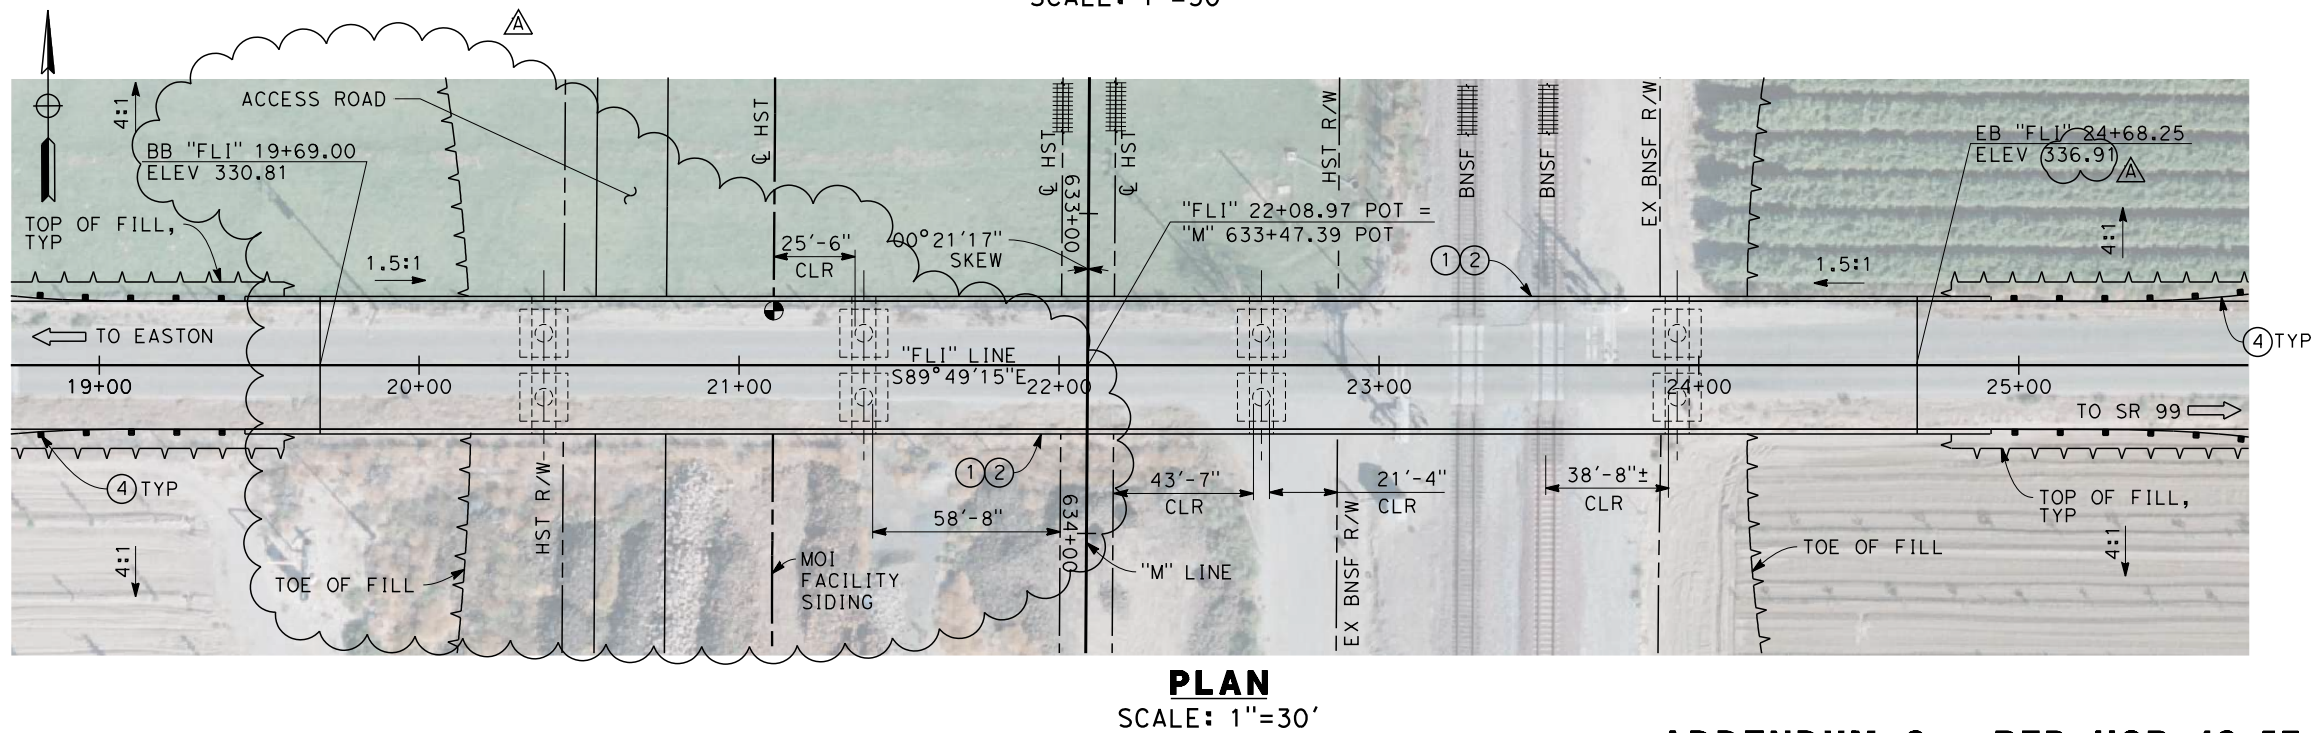 SCALE: 1"=30'
A
ACCESS ROAD
4:1
BB "FLI" 19+69.00
ELEV 330.81
TOP OF FILL,
TYP
1.5:1
℄ HST
25'-6"
CLR
00°21'17"
SKEW
℄ HST
633+00
℄ HST
"FLI" 22+08.97 POT =
"M" 633+47.39 POT
HST R/W
BNSF
BNSF
EX BNSF R/W
1 2
EB "FLI" 24+68.25
ELEV 336.91
A
4:1
1.5:1
TO EASTON
"FLI" LINE
S89°49'15"E
4 TYP
19+00
20+00
21+00
22+00
23+00
24+00
25+00
TO SR 99
4 TYP
HST R/W
1 2
58'-8"
634+00
43'-7"
CLR
21'-4"
CLR
38'-8"±
CLR
TOP OF FILL,
TYP
4:1
TOE OF FILL
MOI
FACILITY
SIDING
"M" LINE
EX BNSF R/W
TOE OF FILL
4:1
PLAN
SCALE: 1"=30'